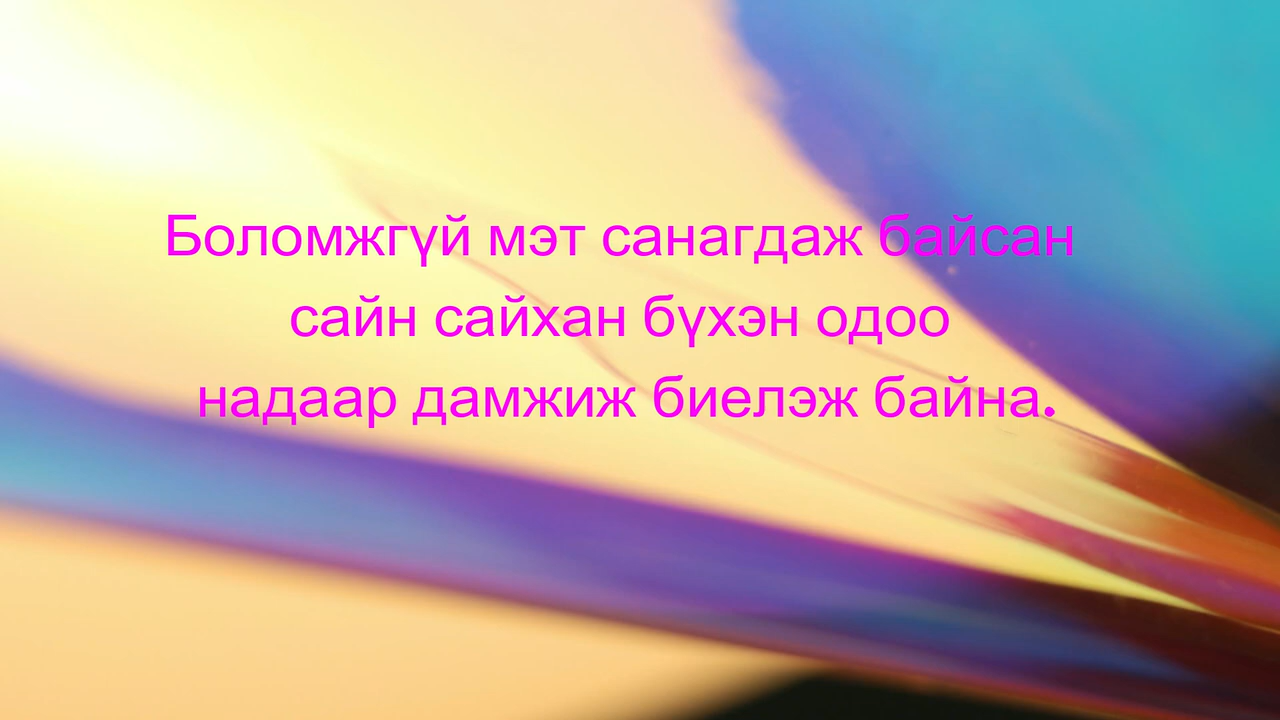 Боломжгүй мэт санагдаж байсан
сайн сайхан бүхэн одоо
надаар дамжиж биелэж байна.